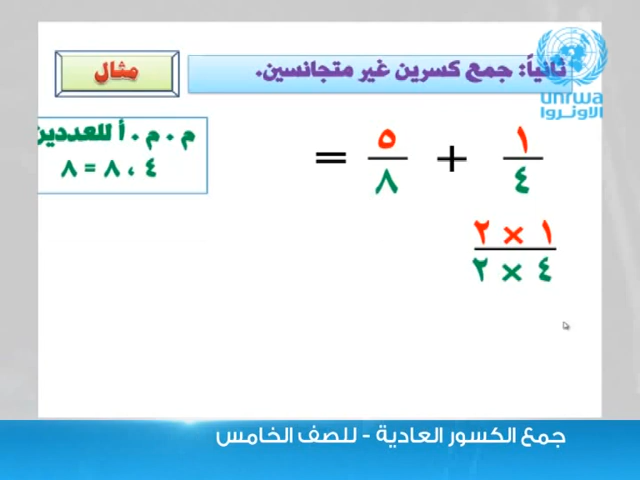 ثانياً: جمع كسرين غير متجانسين.
مثال
unrwa
الأونروا
١/٤ + ٥/٨ =
م . م . أ للعددين
٤ ، ٨ = ٨
١ × ٢
٤ × ٢
جمع الكسور العادية - للصف الخامس